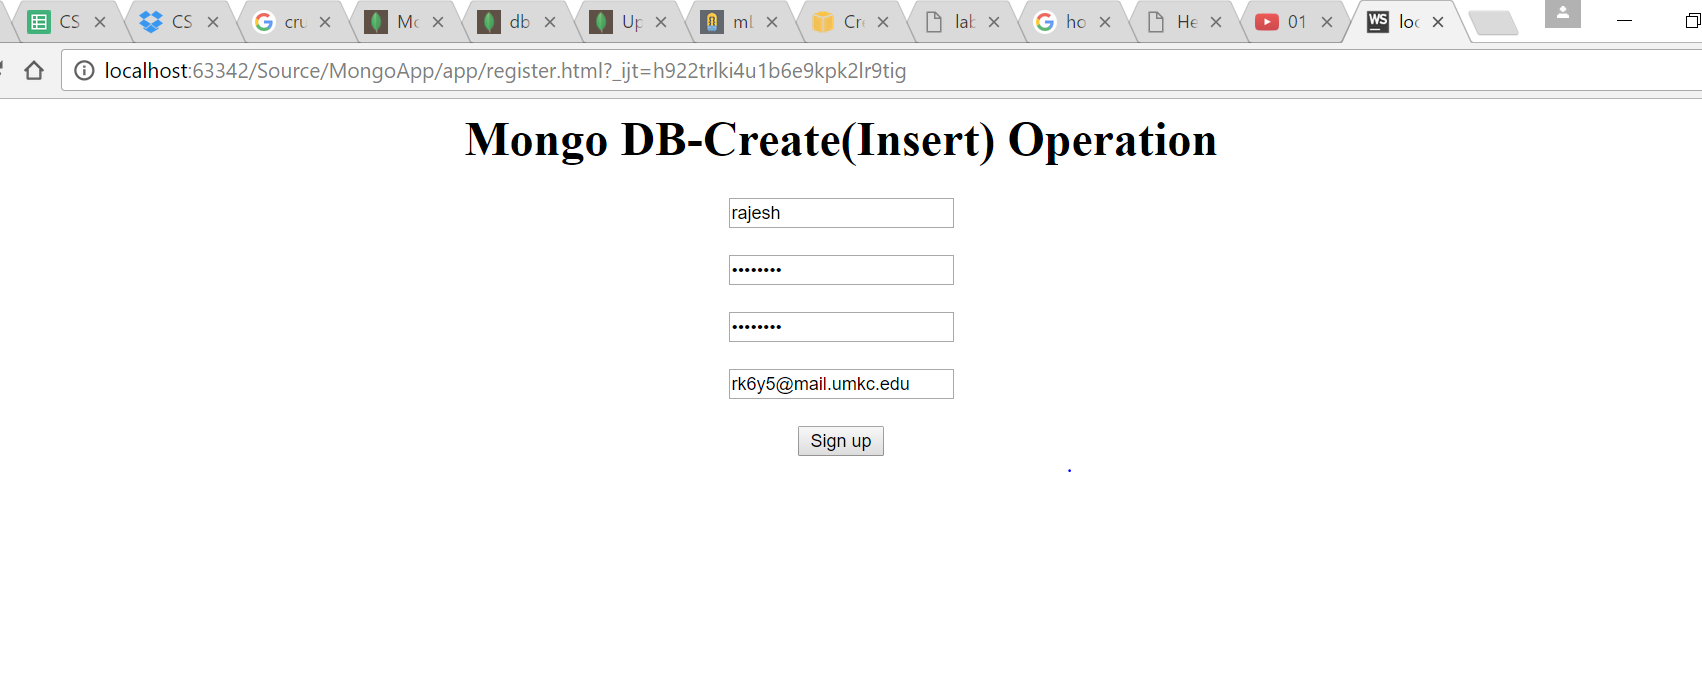 CS CS cru Mo db Up mL Cre lab ho He 01 loc
localhost:63342/Source/MongoApp/app/register.html?_ijt=h922trlki4u1b6e9kpk2lr9tig
Mongo DB-Create(Insert) Operation
rajesh
••••••••
••••••••
rk6y5@mail.umkc.edu
Sign up